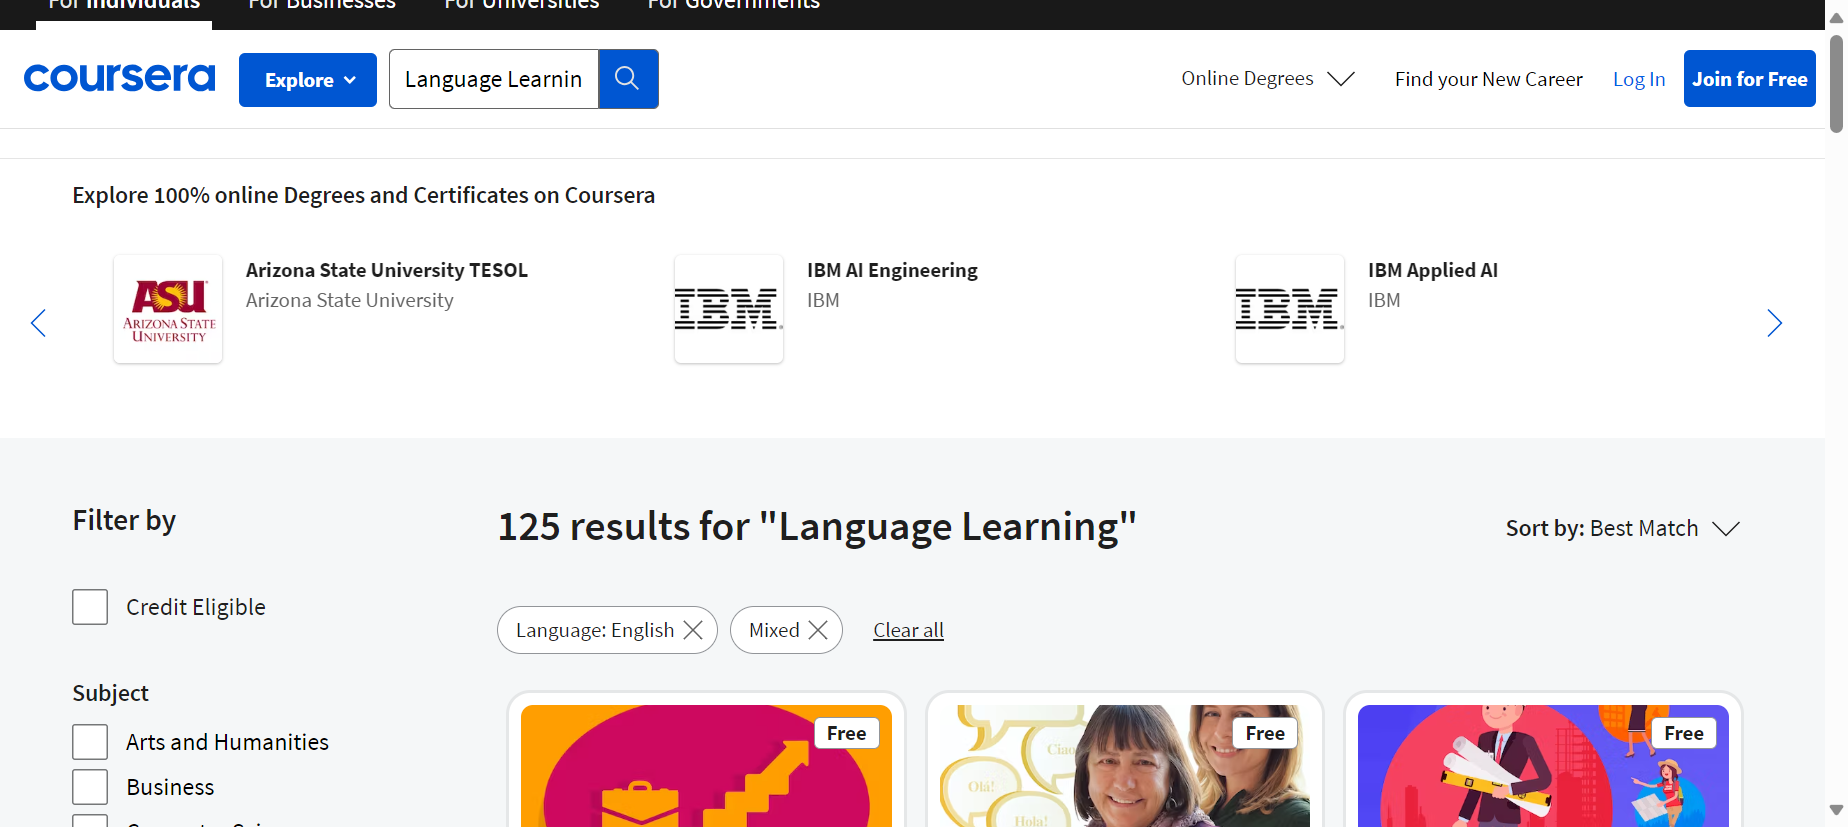 For Individuals For Businesses For Universities For Governments
coursera Explore Language Learnin Online Degrees Find your New Career Log In Join for Free
Explore 100% online Degrees and Certificates on Coursera
ASU
ARIZONA STATE
UNIVERSITY
Arizona State University TESOL
Arizona State University
IBM
IBM AI Engineering
IBM
IBM
IBM Applied AI
IBM
Filter by
Credit Eligible
Subject
Arts and Humanities
Business
125 results for "Language Learning"
Sort by: Best Match
Language: English Mixed Clear all
Free
Free
Ciao
Olá!
Hola!
Free